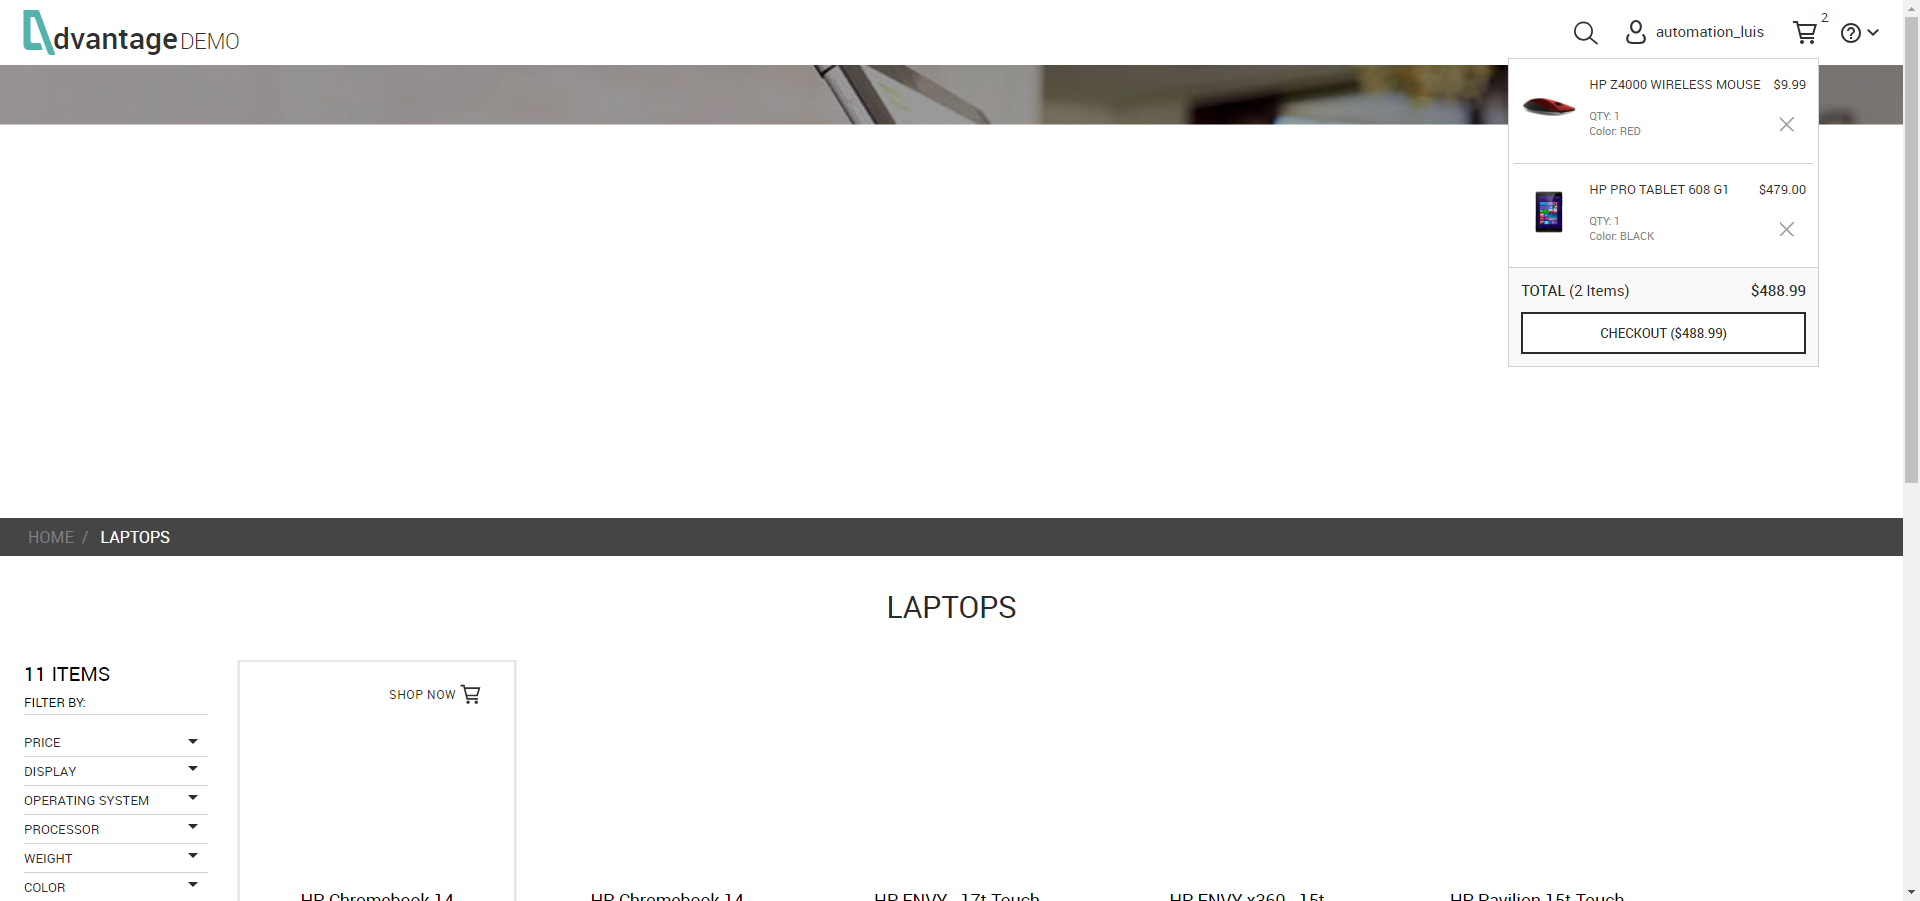 dvantage DEMO
automation_luis
2
HP Z4000 WIRELESS MOUSE $9.99
QTY: 1
Color: RED
HP PRO TABLET 608 G1 $479.00
QTY: 1
Color: BLACK
TOTAL (2 Items) $488.99
CHECKOUT ($488.99)
HOME / LAPTOPS
LAPTOPS
11 ITEMS
FILTER BY:
PRICE
DISPLAY
OPERATING SYSTEM
PROCESSOR
WEIGHT
COLOR
SHOP NOW
HP Chromebook 14
HP Chromebook 14
HP ENVY - 17t Touch
HP ENVY x360 - 15t
HP Pavilion 15t Touch